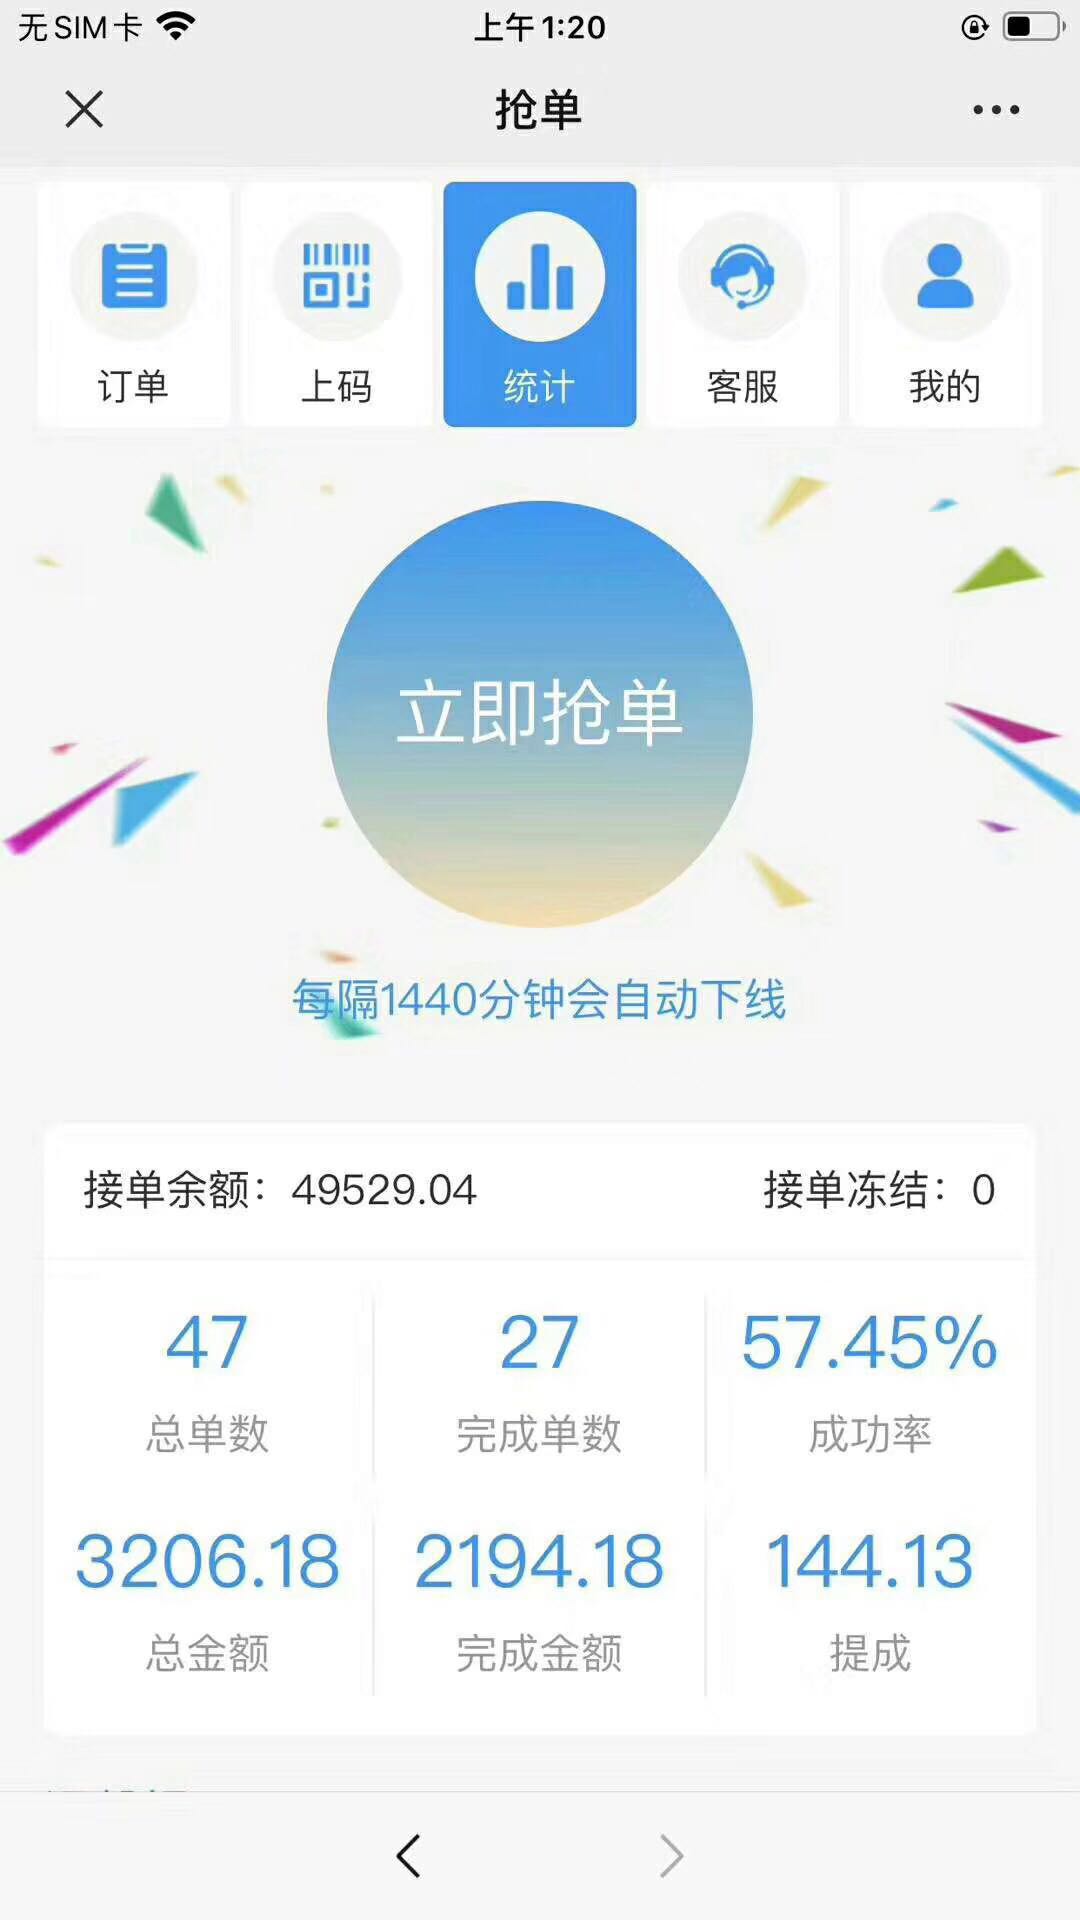 无SIM卡
上午1:20
抢单
订单
上码
统计
客服
我的
立即抢单
每隔1440分钟会自动下线
接单余额：49529.04
接单冻结：0
47
27
57.45%
总单数
完成单数
成功率
3206.18
2194.18
144.13
总金额
完成金额
提成